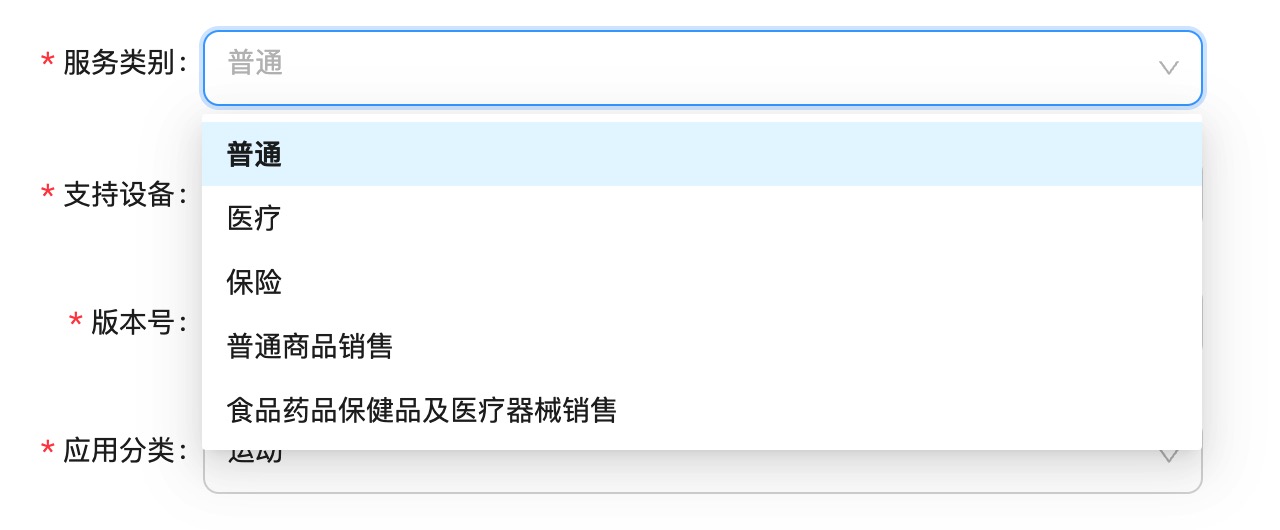 * 服务类别: 普通
普通
* 支持设备:
医疗
保险
* 版本号:
普通商品销售
食品药品保健品及医疗器械销售
* 应用分类: 运动